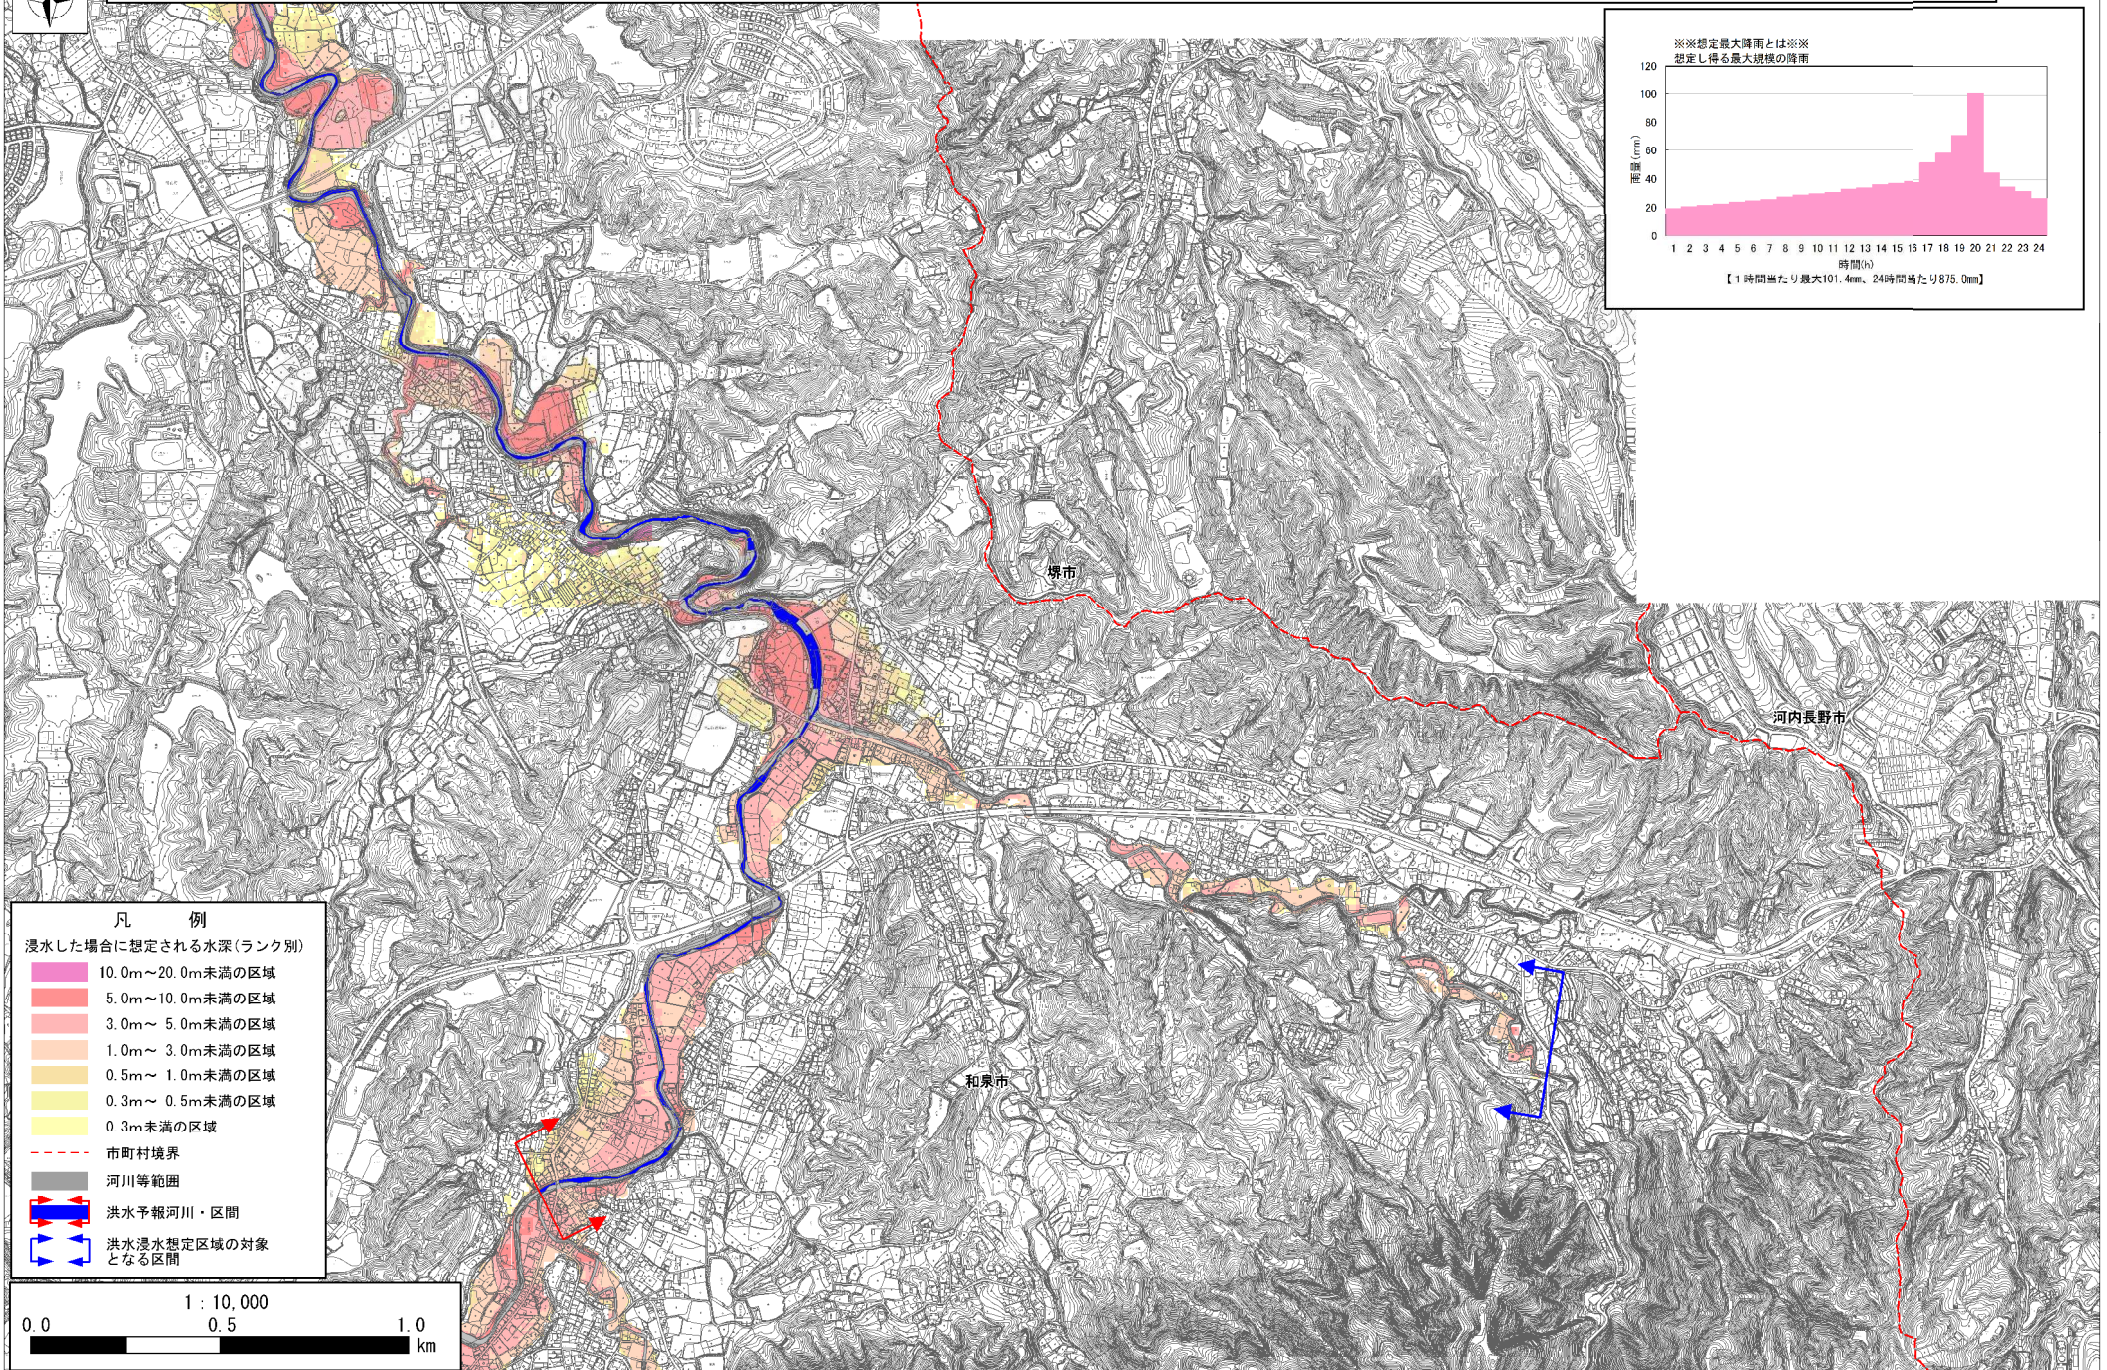 ※※想定最大降雨とは※※
想定し得る最大規模の降雨
雨量(mm)
120
100
80
60
40
20
0
1 2 3 4 5 6 7 8 9 10 11 12 13 14 15 16 17 18 19 20 21 22 23 24
時間(h)
【1時間当たり最大101.4mm、24時間当たり875.0mm】
堺市
河内長野市
和泉市
凡 例
浸水した場合に想定される水深(ランク別)
10.0m～20.0m未満の区域
5.0m～10.0m未満の区域
3.0m～ 5.0m未満の区域
1.0m～ 3.0m未満の区域
0.5m～ 1.0m未満の区域
0.3m～ 0.5m未満の区域
0.3m未満の区域
市町村境界
河川等範囲
洪水予報河川・区間
洪水浸水想定区域の対象
となる区間
1：10,000
0.0 0.5 1.0
km